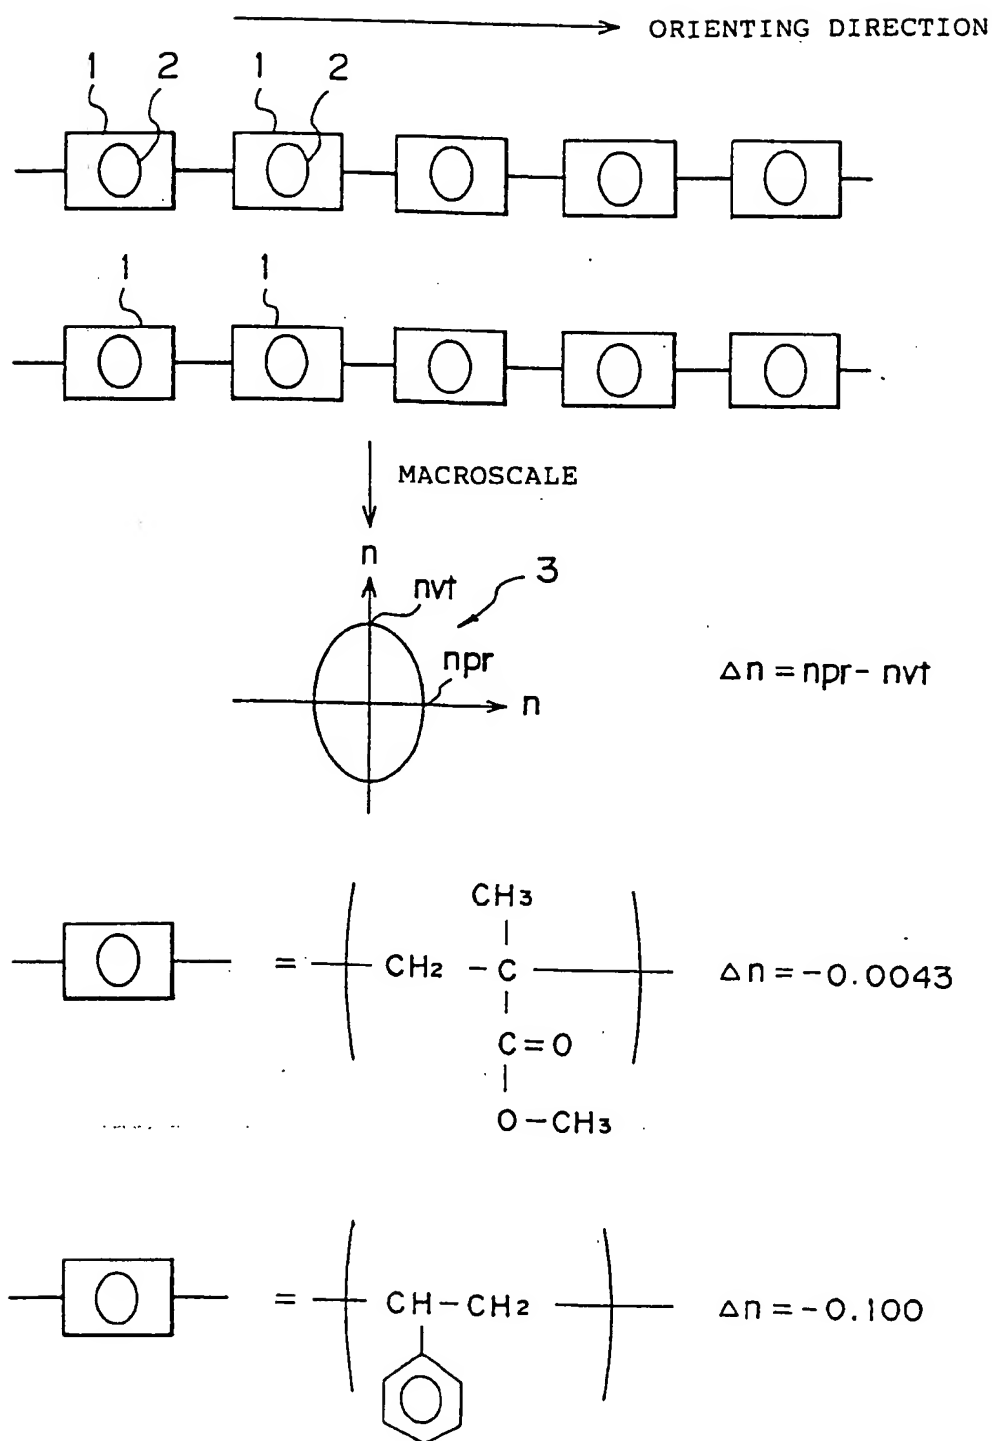 ORIENTING DIRECTION
1 2 1 2
1 1
MACROSCALE
n
nvt
3
npr
n
Δn = npr - nvt
CH3
= CH2 - C Δn = -0.0043
C=O
O-CH3
= CH-CH2 Δn = -0.100